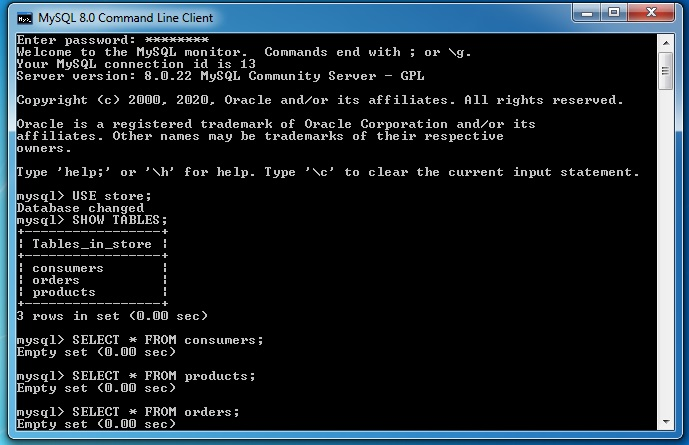 MySQL 8.0 Command Line Client
Enter password: ********
Welcome to the MySQL monitor.  Commands end with ; or \g.
Your MySQL connection id is 13
Server version: 8.0.22 MySQL Community Server - GPL
Copyright (c) 2000, 2020, Oracle and/or its affiliates. All rights reserved.
Oracle is a registered trademark of Oracle Corporation and/or its
affiliates. Other names may be trademarks of their respective
owners.
Type 'help;' or '\h' for help. Type '\c' to clear the current input statement.
mysql> USE store;
Database changed
mysql> SHOW TABLES;
+-----------------+
| Tables_in_store |
+-----------------+
| consumers       |
| orders          |
| products        |
+-----------------+
3 rows in set (0.00 sec)
mysql> SELECT * FROM consumers;
Empty set (0.00 sec)
mysql> SELECT * FROM products;
Empty set (0.00 sec)
mysql> SELECT * FROM orders;
Empty set (0.00 sec)